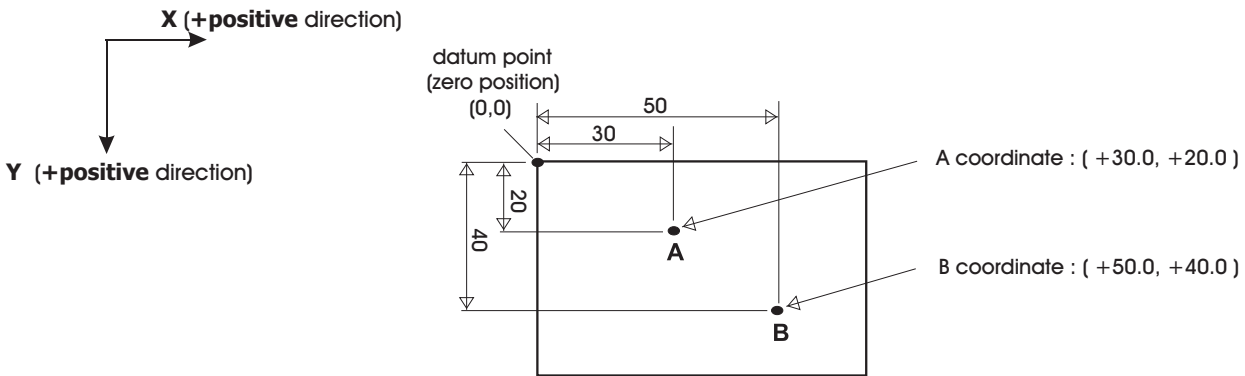 X (+positive direction)
Y (+positive direction)
datum point
(zero position)
(0,0)
50
30
20
40
A
B
A coordinate : ( +30.0, +20.0 )
B coordinate : ( +50.0, +40.0 )